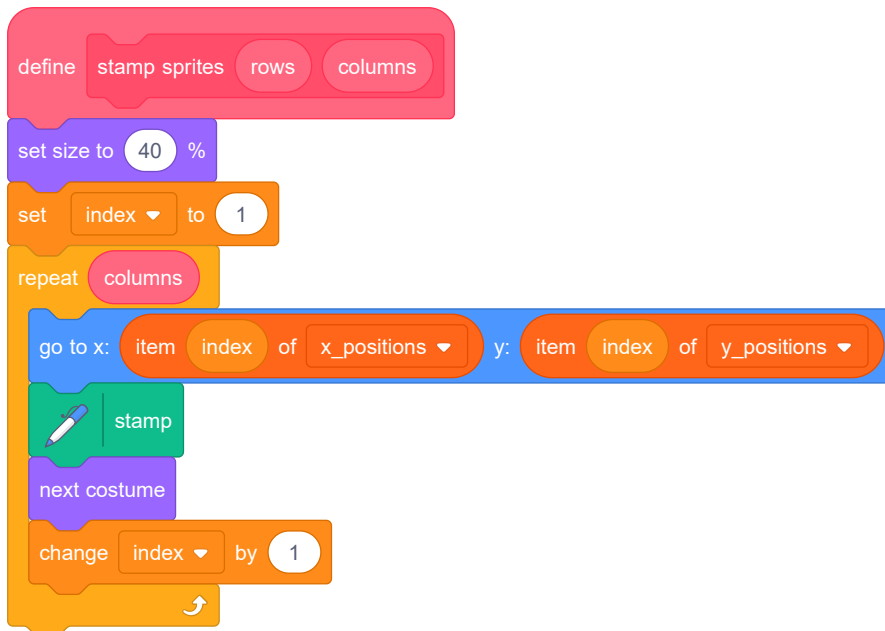 define stamp sprites rows columns
set size to 40 %
set index to 1
repeat columns
go to x: item index of x_positions y: item index of y_positions
stamp
next costume
change index by 1